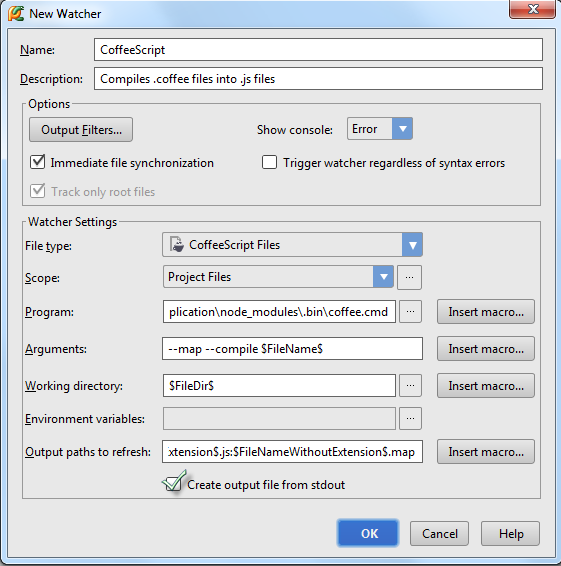 New Watcher
Name: CoffeeScript
Description: Compiles .coffee files into .js files
Options
Output Filters... Show console: Error
Immediate file synchronization Trigger watcher regardless of syntax errors
Track only root files
Watcher Settings
File type: CoffeeScript Files
Scope: Project Files ...
Program: plication\node_modules\.bin\coffee.cmd ... Insert macro...
Arguments: --map --compile $FileName$ Insert macro...
Working directory: $FileDir$ ... Insert macro...
Environment variables: ...
Output paths to refresh: xtension$.js:$FileNameWithoutExtension$.map Insert macro...
Create output file from stdout
OK Cancel Help